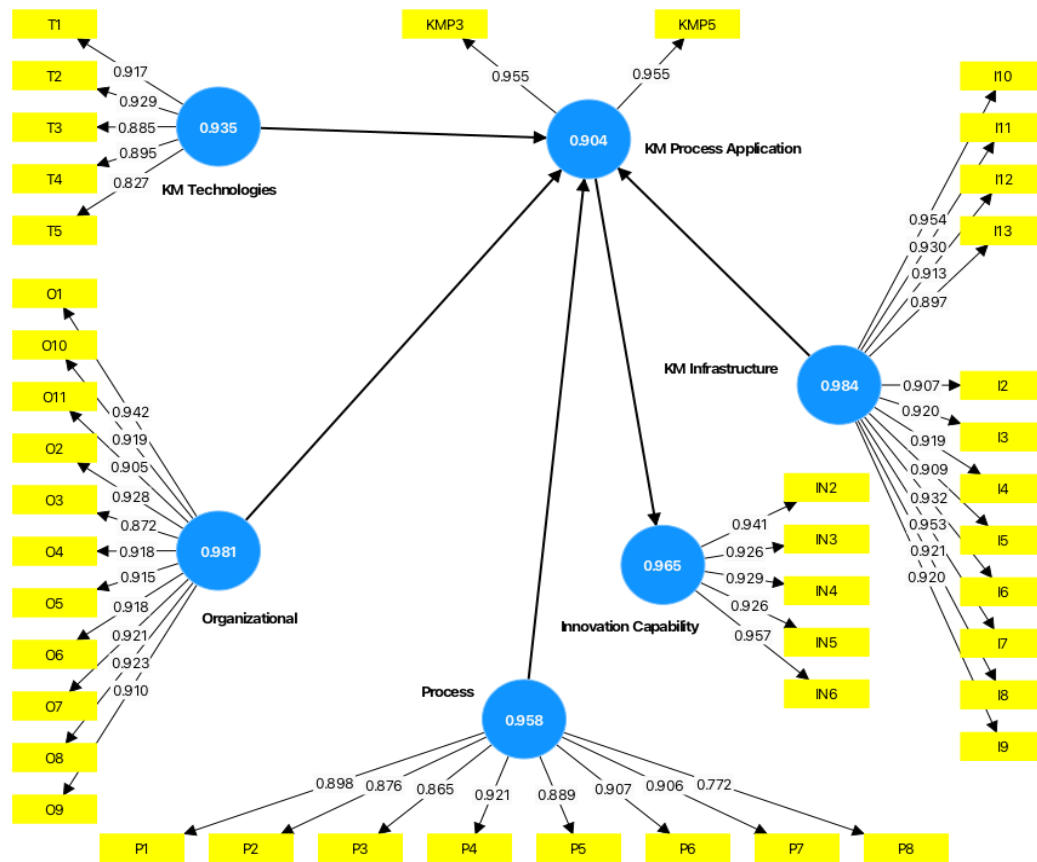 T1
T2
T3
T4
T5
0.917
0.929
0.885
0.895
0.827
0.935
KM Technologies
KMP3
KMP5
0.955
0.955
0.904
KM Process Application
I10
I11
I12
I13
0.954
0.930
0.913
0.897
KM Infrastructure
0.984
0.907
0.920
0.919
0.909
0.932
0.953
0.921
0.920
I2
I3
I4
I5
I6
I7
I8
I9
O1
O10
O11
O2
O3
O4
O5
O6
O7
O8
O9
0.942
0.919
0.905
0.928
0.872
0.918
0.915
0.918
0.921
0.923
0.910
0.981
Organizational
0.965
Innovation Capability
0.941
0.926
0.929
0.926
0.957
IN2
IN3
IN4
IN5
IN6
Process
0.958
0.898
0.876
0.865
0.921
0.889
0.907
0.906
0.772
P1
P2
P3
P4
P5
P6
P7
P8